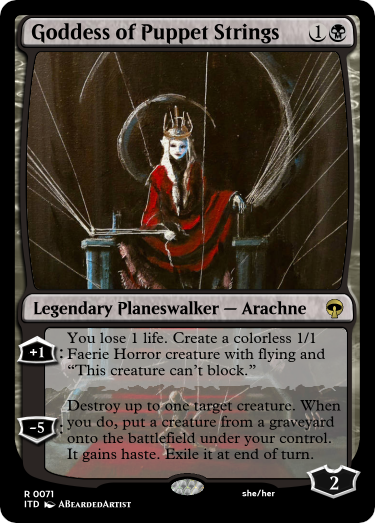 Goddess of Puppet Strings 1
Legendary Planeswalker — Arachne
+1: You lose 1 life. Create a colorless 1/1
Faerie Horror creature with flying and
“This creature can’t block.”
-5: Destroy up to one target creature. When
you do, put a creature from a graveyard
onto the battlefield under your control.
It gains haste. Exile it at end of turn.
2
R 0071
ITD ABEARDEDARTIST
she/her